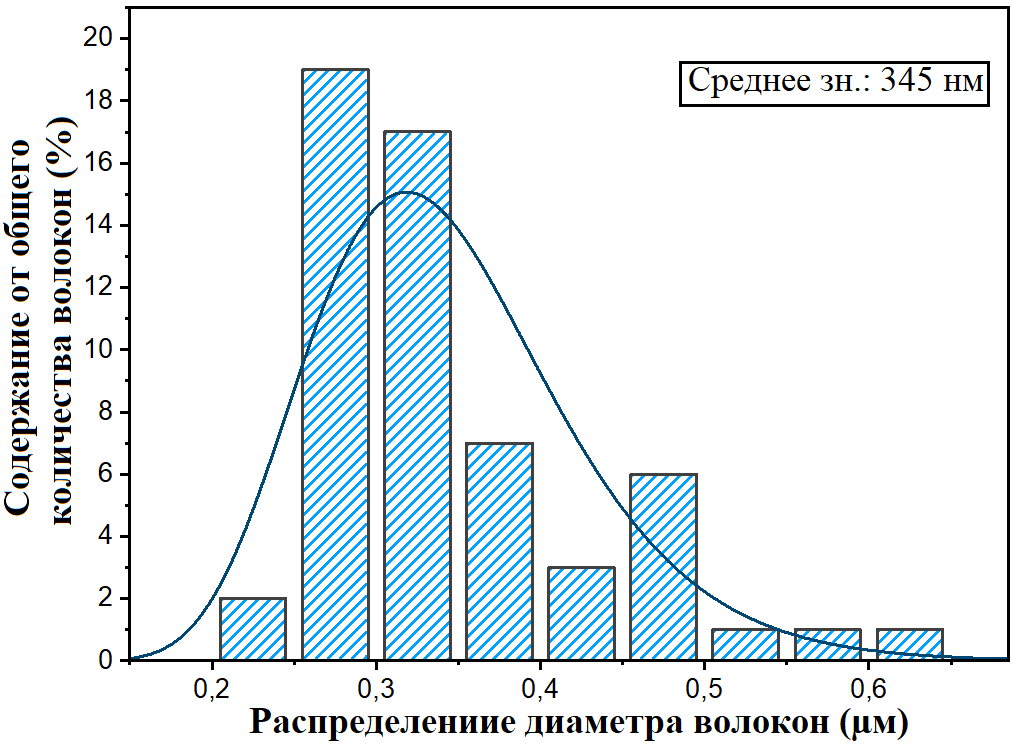 Содержание от общего
количества волокон (%)
20
18
16
14
12
10
8
6
4
2
0
Среднее зн.: 345 нм
0,2 0,3 0,4 0,5 0,6
Распределениие диаметра волокон (μм)